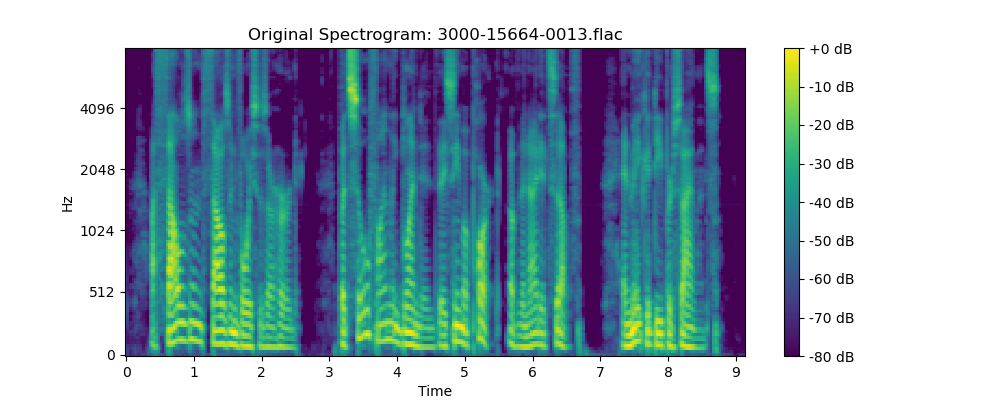 Original Spectrogram: 3000-15664-0013.flac
Hz
4096
2048
1024
512
0
0 1 2 3 4 5 6 7 8 9
Time
+0 dB
-10 dB
-20 dB
-30 dB
-40 dB
-50 dB
-60 dB
-70 dB
-80 dB